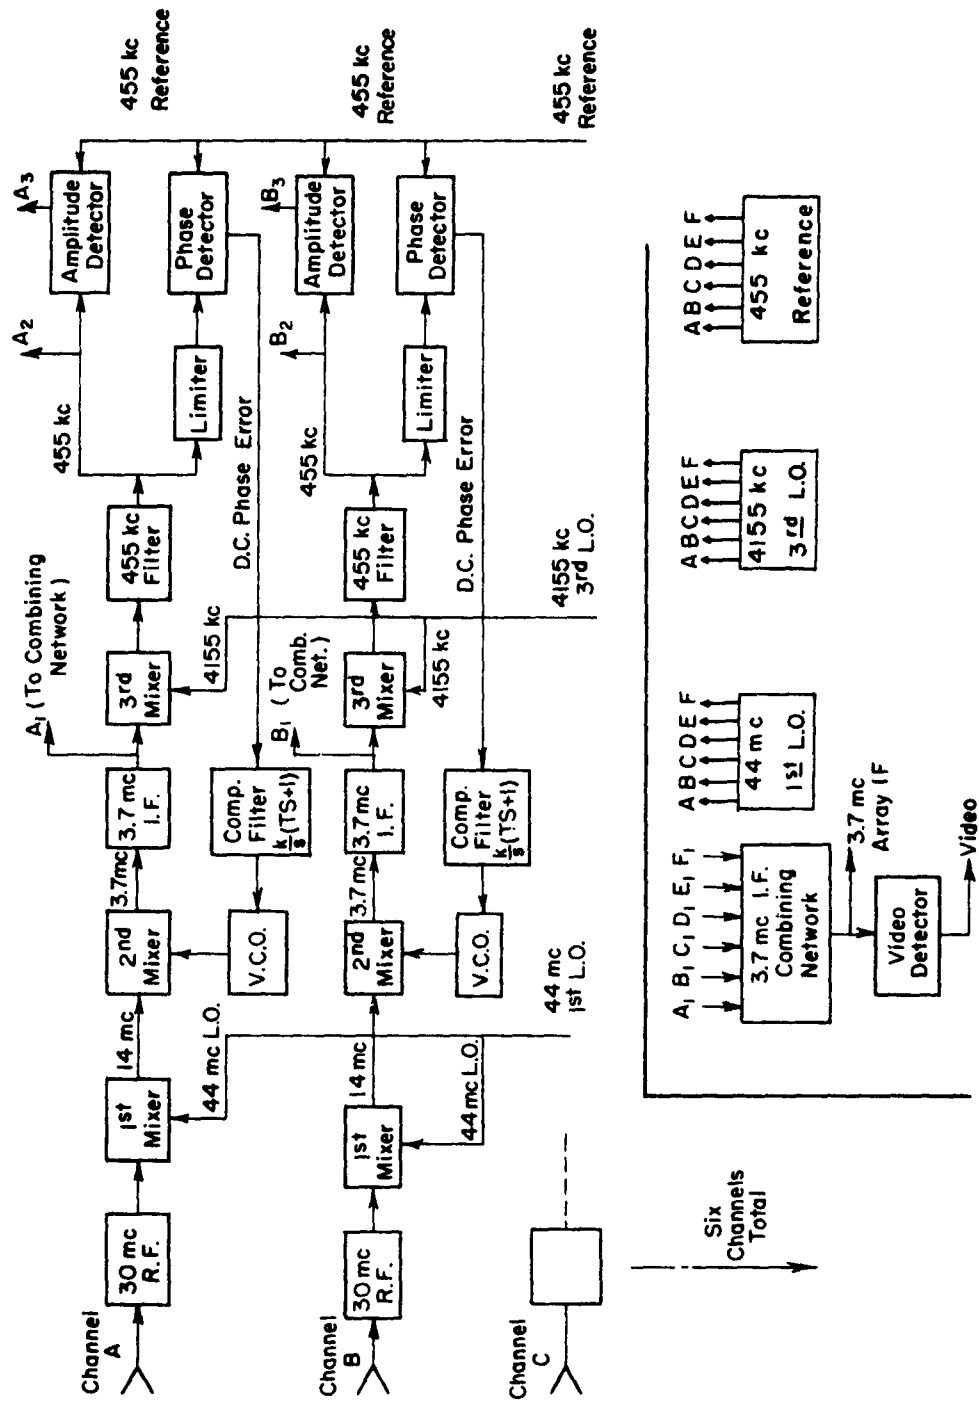 Channel
A
30 mc
R.F.
1st
Mixer
44 mc L.O.
14 mc
2nd
Mixer
V.C.O.
3.7mc
3.7 mc
I.F.
Comp.
Filter
k/s(TS+1)
A1 (To Combining
Network)
3rd
Mixer
4155 kc
455 kc
Filter
D.C. Phase Error
455 kc
Limiter
A2
Amplitude
Detector
A3
Phase
Detector
455 kc
Reference
Channel
B
30 mc
R.F.
1st
Mixer
44 mc L.O.
14 mc
2nd
Mixer
V.C.O.
3.7 mc
3.7 mc
I.F.
Comp.
Filter
k/s(TS+1)
B1 (To
Comb.
Net.)
3rd
Mixer
4155 kc
455 kc
Filter
D.C. Phase Error
455 kc
Limiter
B2
Amplitude
Detector
B3
Phase
Detector
455 kc
Reference
Channel
C
44 mc
1st L.O.
4155 kc
3rd L.O.
455 kc
Reference
Six
Channels
Total
A1 B1 C1 D1 E1 F1
3.7 mc I.F.
Combining
Network
3.7 mc
Array IF
Video
Detector
Video
A B C D E F
44 mc
1st L.O.
A B C D E F
4155 kc
3rd L.O.
A B C D E F
455 kc
Reference